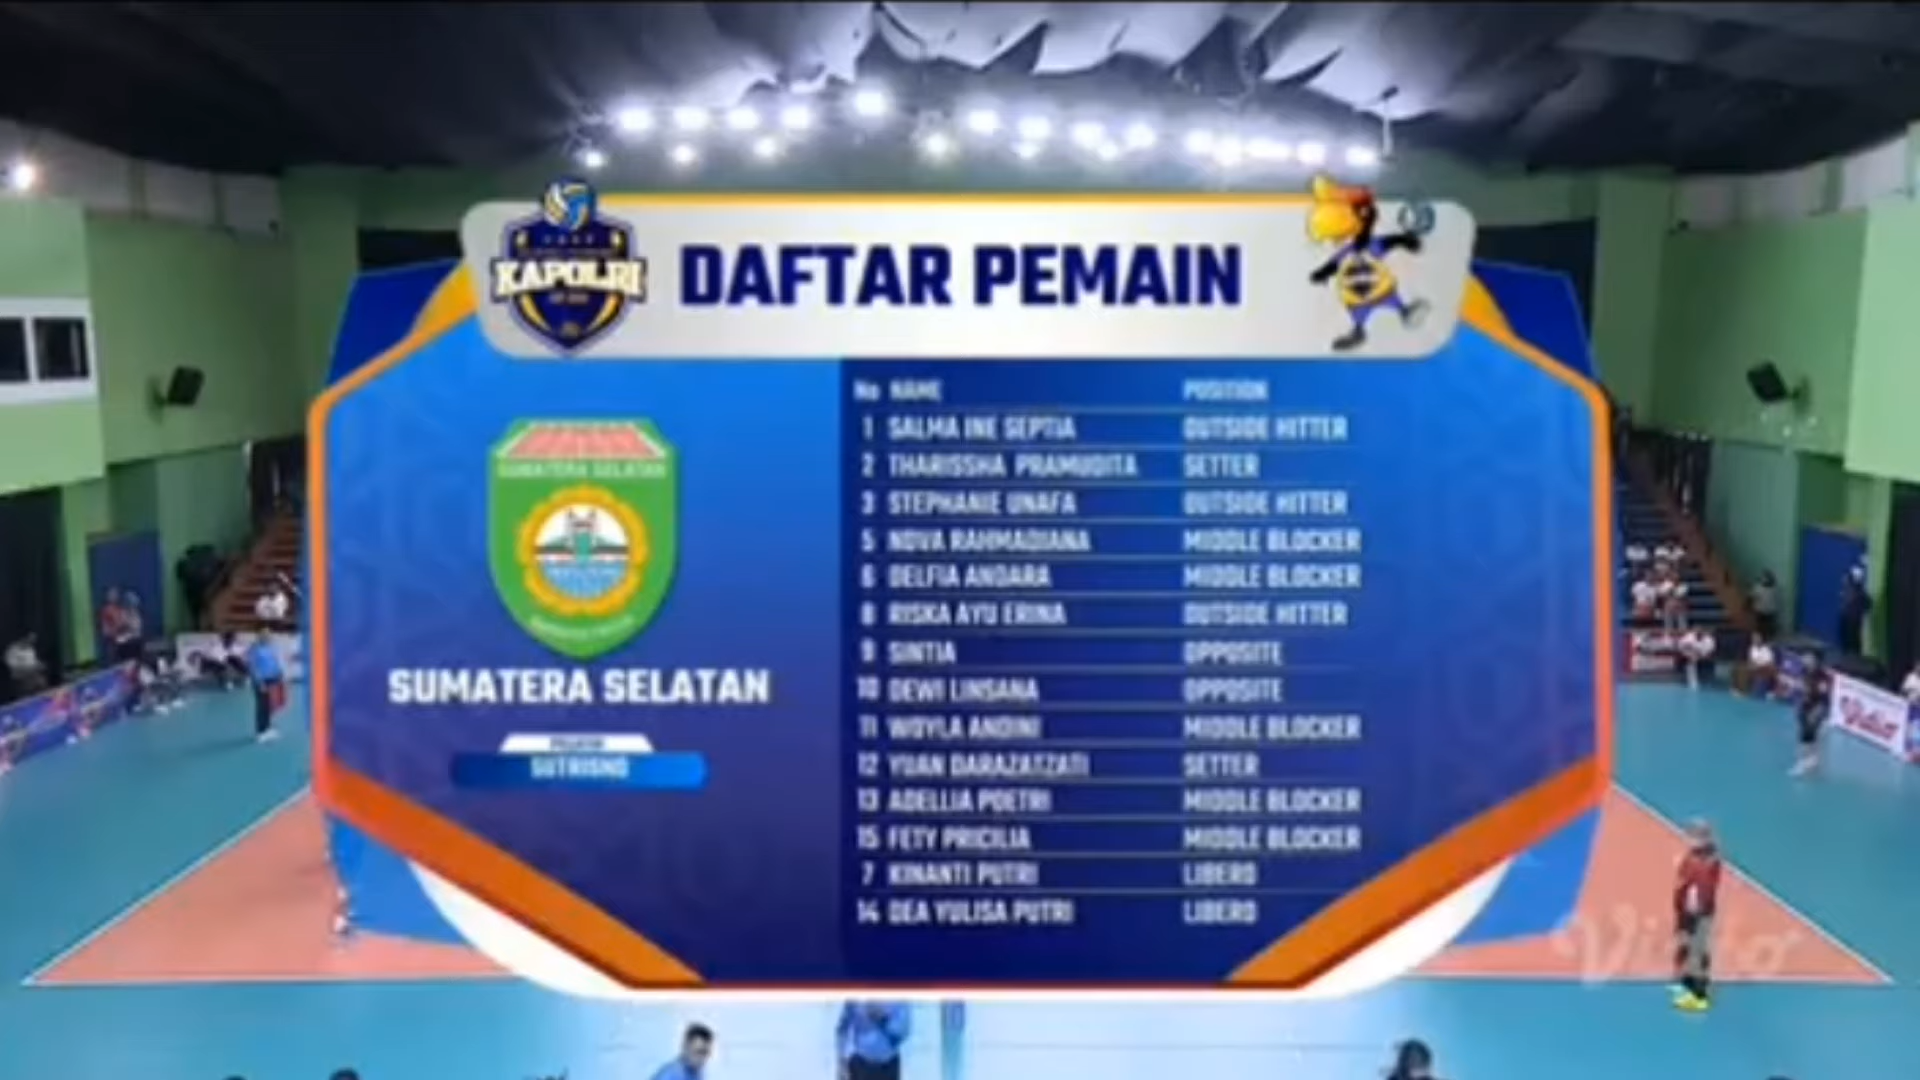 KAPOLRI
DAFTAR PEMAIN
SUMATERA SELATAN
SUMATERA SELATAN
PELATIH
SUTRISNO
No NAME POSITION
1 SALMA INE SEPTIA OUTSIDE HITTER
2 THARISSHA PRAMUDITA SETTER
3 STEPHANIE UNAFA OUTSIDE HITTER
5 NOVA RAHMADIANA MIDDLE BLOCKER
6 DELFIA ANDARA MIDDLE BLOCKER
8 RISKA AYU ERINA OUTSIDE HITTER
9 SINTIA OPPOSITE
10 DEWI LINSANA OPPOSITE
11 WOYLA ANDINI MIDDLE BLOCKER
12 YUAN DARAZATZATI SETTER
13 ADELLIA POETRI MIDDLE BLOCKER
15 FETY PRICILIA MIDDLE BLOCKER
7 KINANTI PUTRI LIBERO
14 DEA YULISA PUTRI LIBERO
Vidio
Vidio